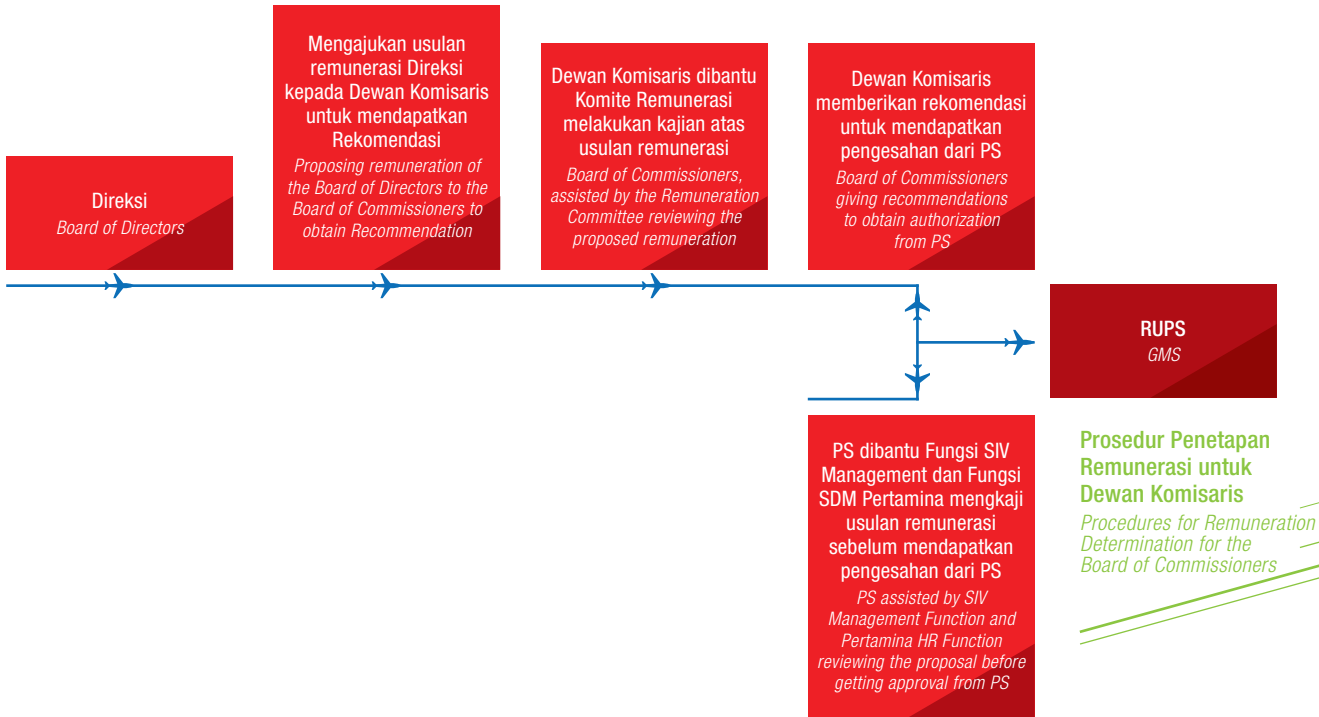 Direksi
Board of Directors
Mengajukan usulan
remunerasi Direksi
kepada Dewan Komisaris
untuk mendapatkan
Rekomendasi
Proposing remuneration of
the Board of Directors to the
Board of Commissioners to
obtain Recommendation
Dewan Komisaris dibantu
Komite Remunerasi
melakukan kajian atas
usulan remunerasi
Board of Commissioners,
assisted by the Remuneration
Committee reviewing the
proposed remuneration
Dewan Komisaris
memberikan rekomendasi
untuk mendapatkan
pengesahan dari PS
Board of Commissioners
giving recommendations
to obtain authorization
from PS
RUPS
GMS
PS dibantu Fungsi SIV
Management dan Fungsi
SDM Pertamina mengkaji
usulan remunerasi
sebelum mendapatkan
pengesahan dari PS
PS assisted by SIV
Management Function and
Pertamina HR Function
reviewing the proposal before
getting approval from PS
Prosedur Penetapan
Remunerasi untuk
Dewan Komisaris
Procedures for Remuneration
Determination for the
Board of Commissioners